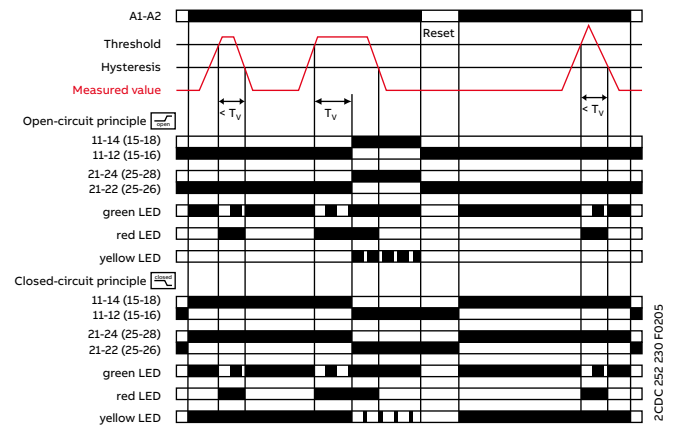 A1-A2
Reset
Threshold
Hysteresis
Measured value
< Tv
Tv
< Tv
Open-circuit principle open
11-14 (15-18)
11-12 (15-16)
21-24 (25-28)
21-22 (25-26)
green LED
red LED
yellow LED
Closed-circuit principle closed
11-14 (15-18)
11-12 (15-16)
21-24 (25-28)
21-22 (25-26)
green LED
red LED
yellow LED
2CDC 252 230 F0205